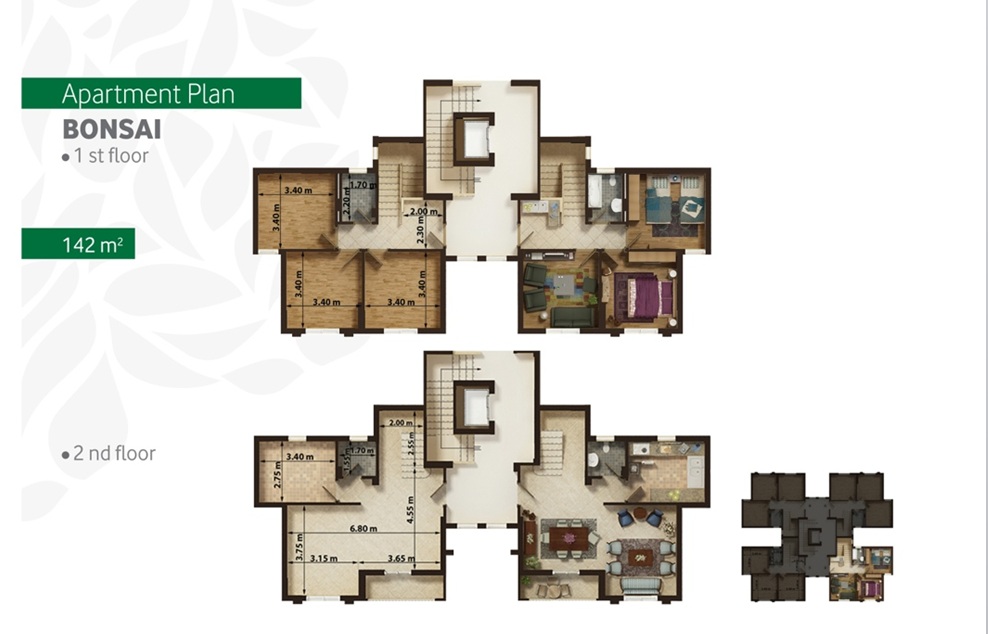 Apartment Plan
BONSAI
• 1 st floor
142 m²
3.40 m
3.40 m
1.70 m
2.20 m
2.00 m
2.30 m
3.40 m
3.40 m
3.40 m
3.40 m
• 2 nd floor
3.40 m
2.75 m
1.70 m
1.55 m
2.00 m
2.55 m
4.55 m
6.80 m
3.75 m
3.15 m
3.65 m